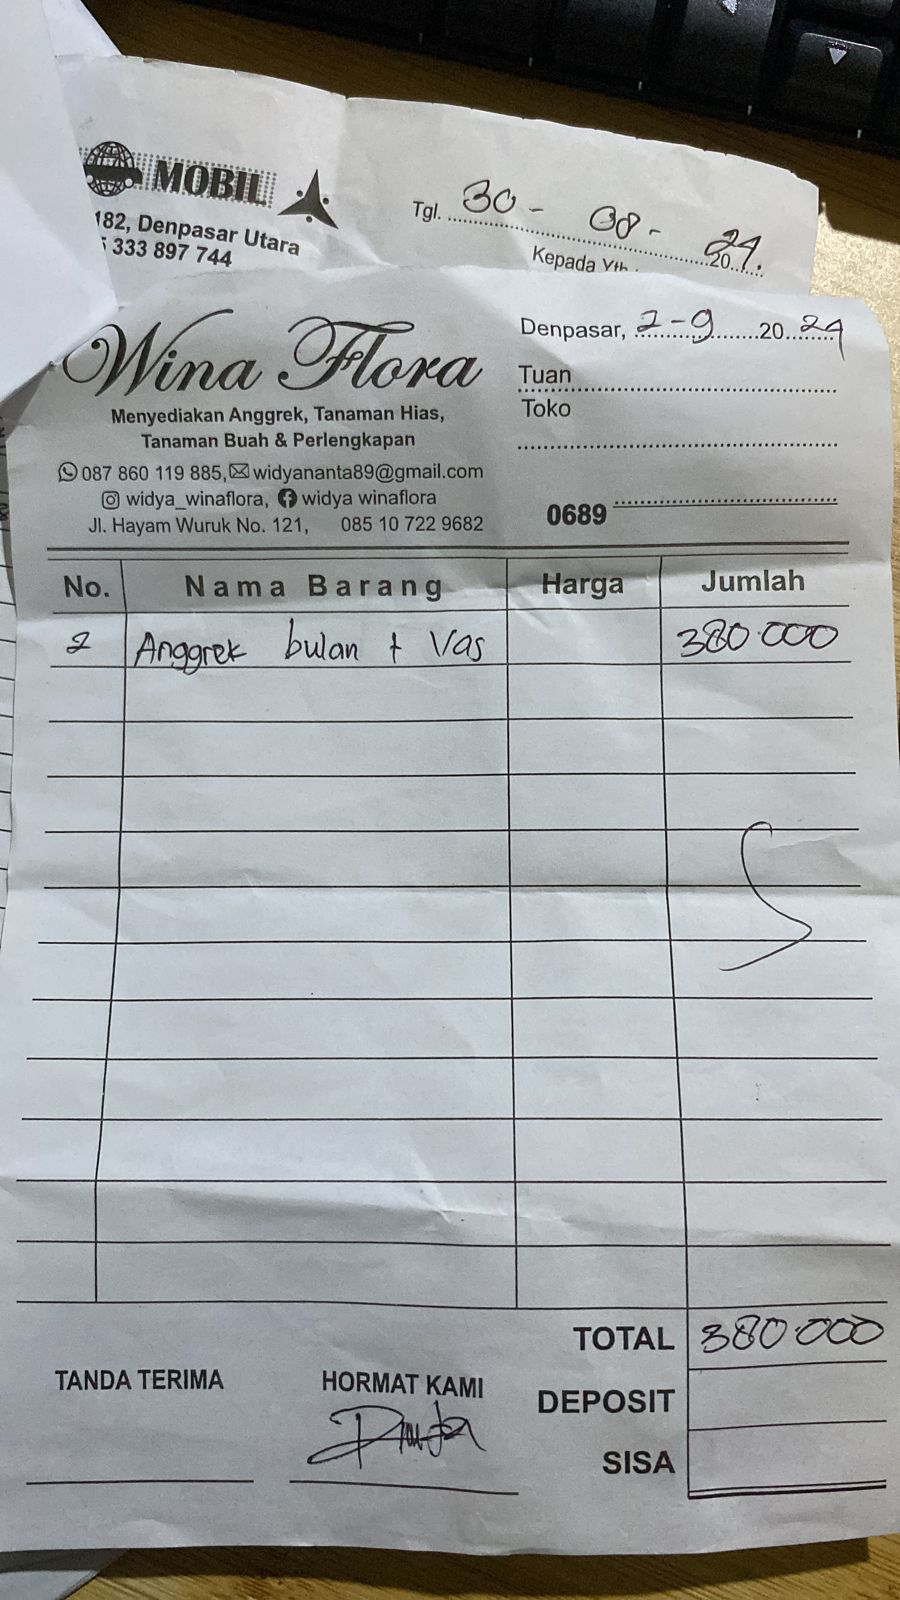 MOBIL
182, Denpasar Utara
333 897 744
Tgl. 30 - 08 - 2024.
Kepada Yth.
Wina Flora
Menyediakan Anggrek, Tanaman Hias,
Tanaman Buah & Perlengkapan
087 860 119 885, widyananta89@gmail.com
widya_winaflora, widya winaflora
Jl. Hayam Wuruk No. 121, 085 10 722 9682
Denpasar, 2-9 2024
Tuan
Toko
0689
No. Nama Barang Harga Jumlah
2 Anggrek bulan + Vas 380.000
TOTAL 380.000
TANDA TERIMA HORMAT KAMI DEPOSIT
SISA